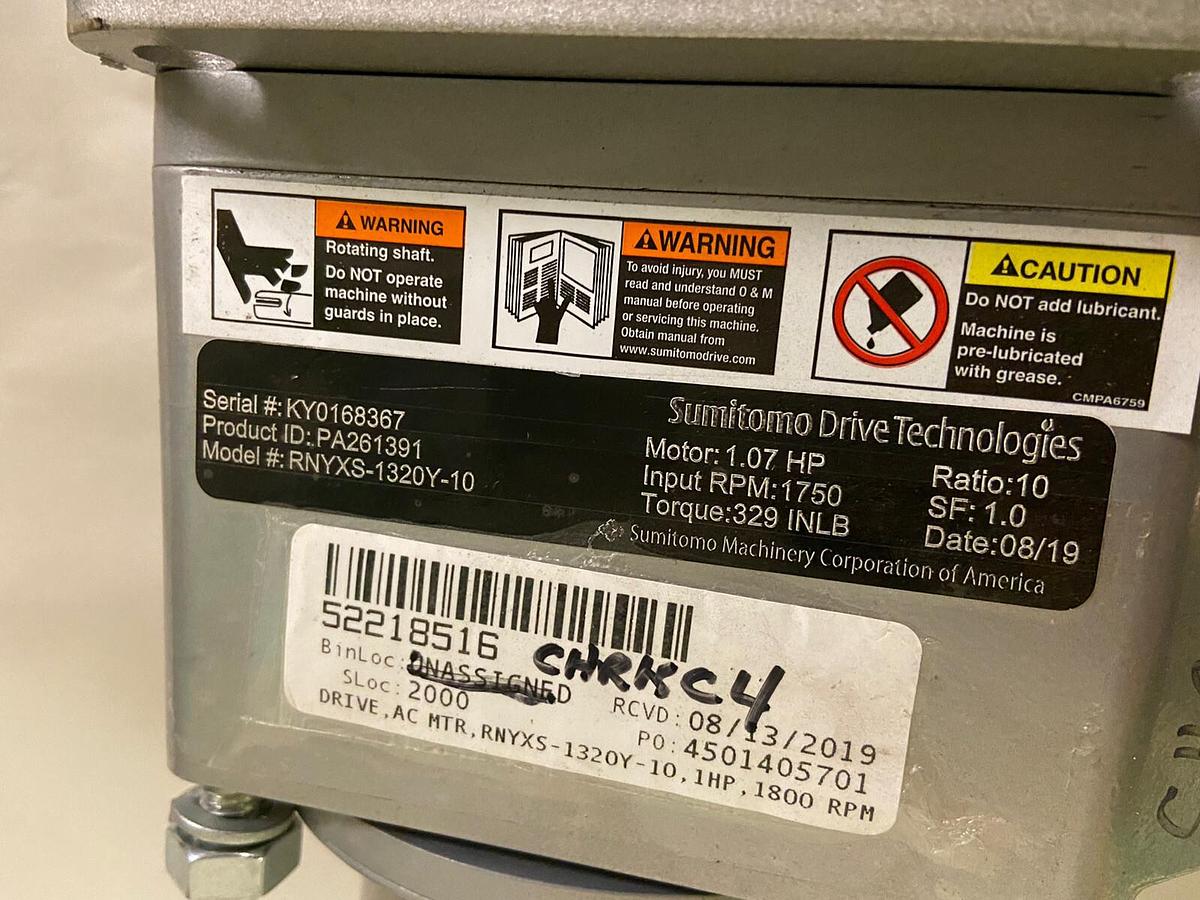 WARNING
Rotating shaft.
Do NOT operate
machine without
guards in place.
WARNING
To avoid injury, you MUST
read and understand O & M
manual before operating
or servicing this machine.
Obtain manual from
www.sumitomodrive.com
CAUTION
Do NOT add lubricant.
Machine is
pre-lubricated
with grease.
CMPA6759
Serial #: KY0168367
Product ID: PA261391
Model #: RNYXS-1320Y-10
Sumitomo Drive Technologies
Motor: 1.07 HP
Input RPM: 1750
Torque: 329 INLB
Ratio: 10
SF: 1.0
Date: 08/19
Sumitomo Machinery Corporation of America
52218516
BinLoc: UNASSIGNED
SLoc: 2000
RCVD: 08/13/2019
PO: 4501405701
DRIVE,AC MTR,RNYXS-1320Y-10,1HP,1800 RPM